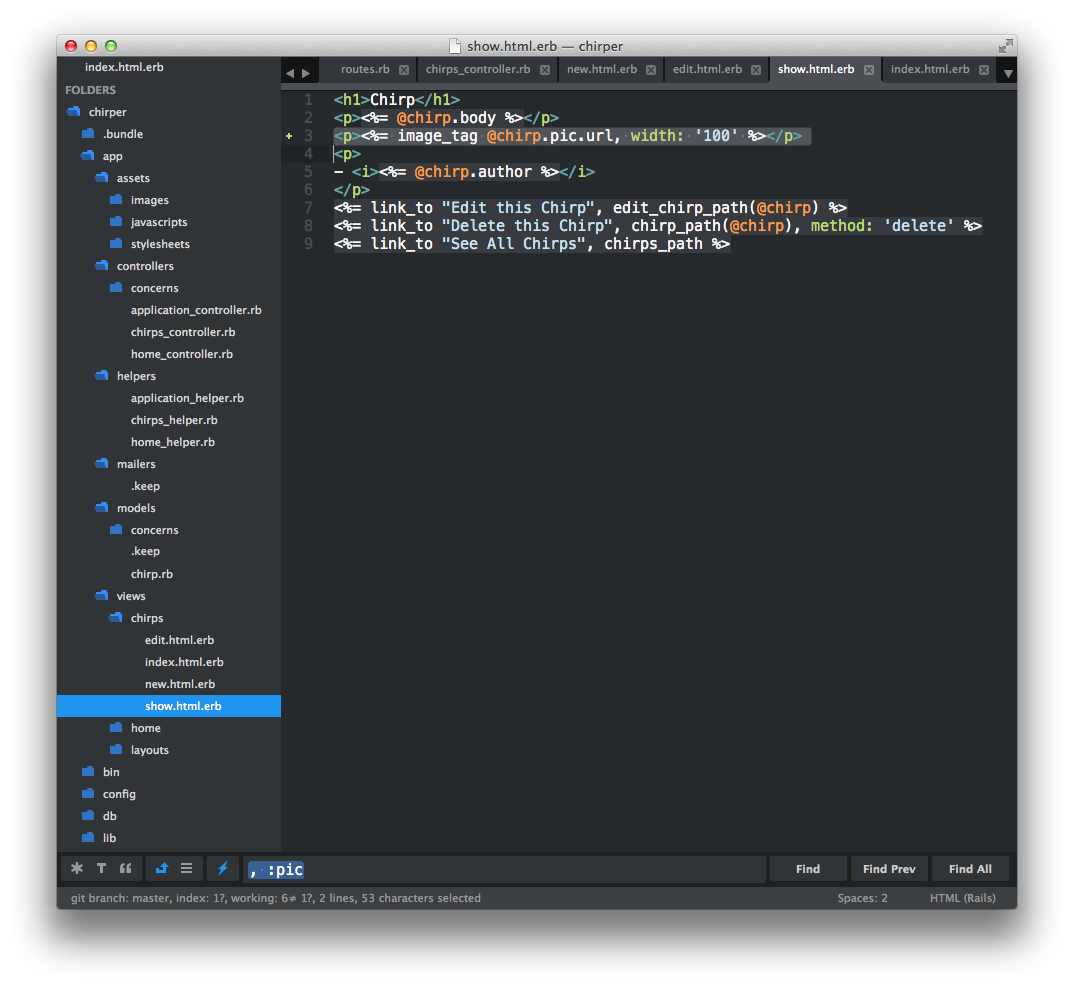 show.html.erb — chirper
index.html.erb
FOLDERS
chirper
.bundle
app
assets
images
javascripts
stylesheets
controllers
concerns
application_controller.rb
chirps_controller.rb
home_controller.rb
helpers
application_helper.rb
chirps_helper.rb
home_helper.rb
mailers
.keep
models
concerns
.keep
chirp.rb
views
chirps
edit.html.erb
index.html.erb
new.html.erb
show.html.erb
home
layouts
bin
config
db
lib
routes.rb chirps_controller.rb new.html.erb edit.html.erb show.html.erb index.html.erb
1 <h1>Chirp</h1>
2 <p><%= @chirp.body %></p>
+ 3 <p><%= image_tag @chirp.pic.url, width: '100' %></p>
4 <p>
5 - <i><%= @chirp.author %></i>
6 </p>
7 <%= link_to "Edit this Chirp", edit_chirp_path(@chirp) %>
8 <%= link_to "Delete this Chirp", chirp_path(@chirp), method: 'delete' %>
9 <%= link_to "See All Chirps", chirps_path %>
, :pic Find Find Prev Find All
git branch: master, index: 1?, working: 6≠ 1?, 2 lines, 53 characters selected Spaces: 2 HTML (Rails)